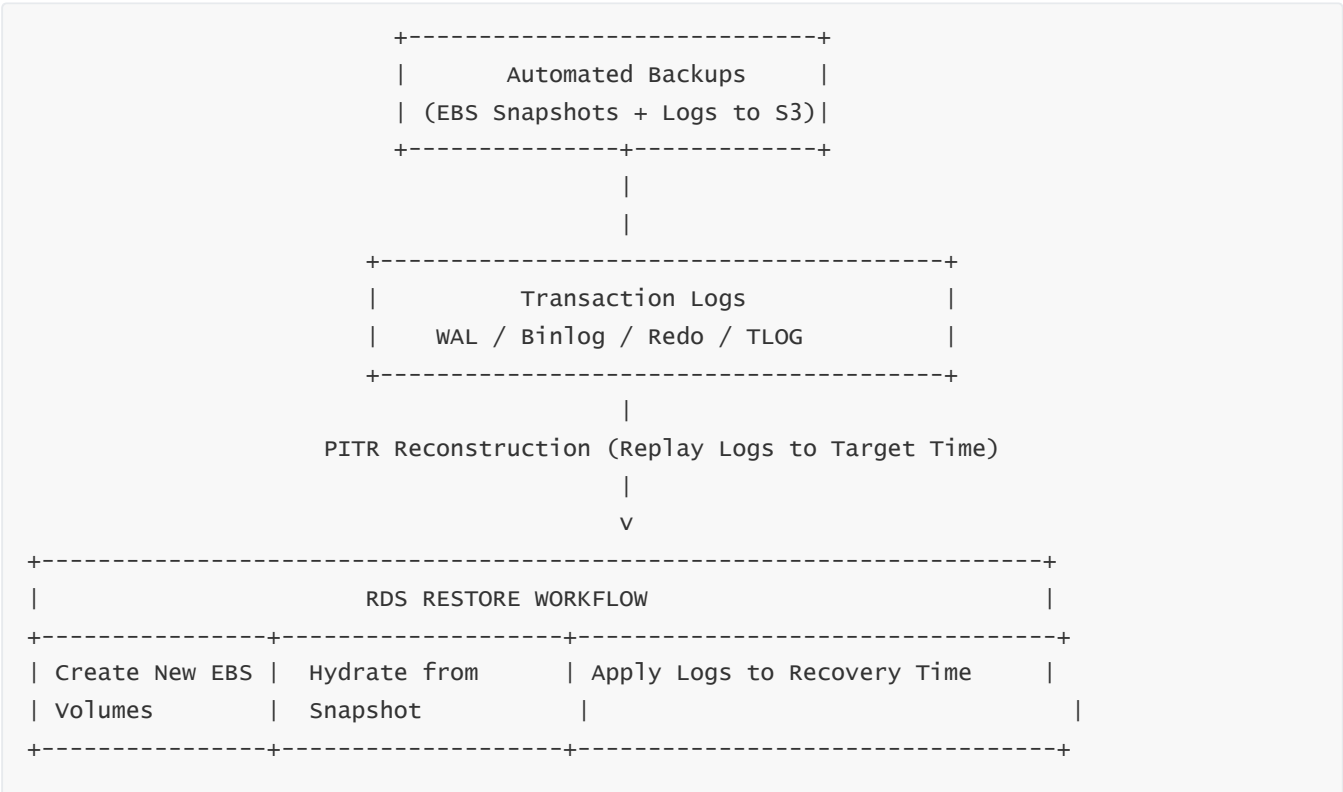 +-----------------------------+
|       Automated Backups     |
| (EBS Snapshots + Logs to S3)|
+---------------+-------------+
|
|
+----------------------------------------+
|          Transaction Logs              |
|    WAL / Binlog / Redo / TLOG          |
+----------------------------------------+
|
PITR Reconstruction (Replay Logs to Target Time)
|
v
+-----------------------------------------------------------------------+
|                       RDS RESTORE WORKFLOW                            |
+----------------+--------------------+----------------------------------+
| Create New EBS |  Hydrate from      | Apply Logs to Recovery Time     |
| Volumes        |  Snapshot           |                                  |
+----------------+--------------------+----------------------------------+